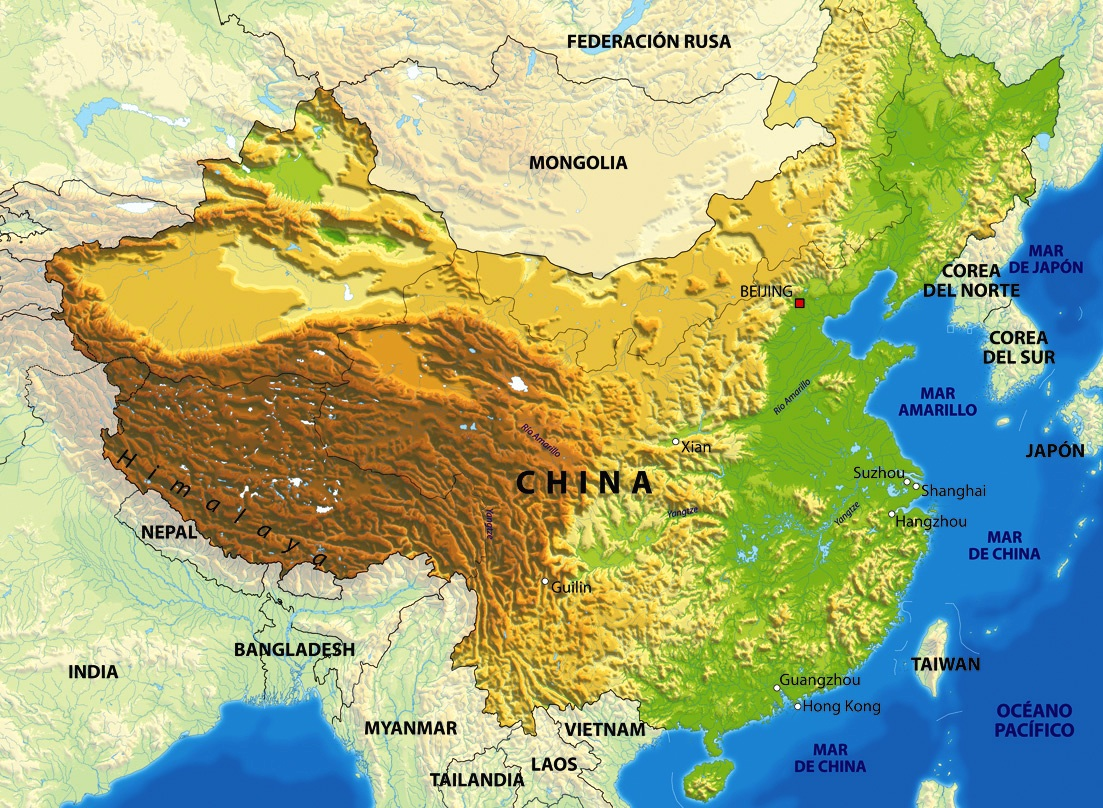 FEDERACIÓN RUSA
MONGOLIA
MAR
DE JAPÓN
COREA
DEL NORTE
BEIJING
COREA
DEL SUR
Río Amarillo
MAR
AMARILLO
Río Amarillo
Xian
JAPÓN
CHINA
Suzhou
Shanghai
Himalaya
Yangtze
Yangtze
Yangtze
Hangzhou
NEPAL
MAR
DE CHINA
Guilin
BANGLADESH
INDIA
TAIWAN
Guangzhou
Hong Kong
OCÉANO
PACÍFICO
MYANMAR
VIETNAM
MAR
DE CHINA
LAOS
TAILANDIA